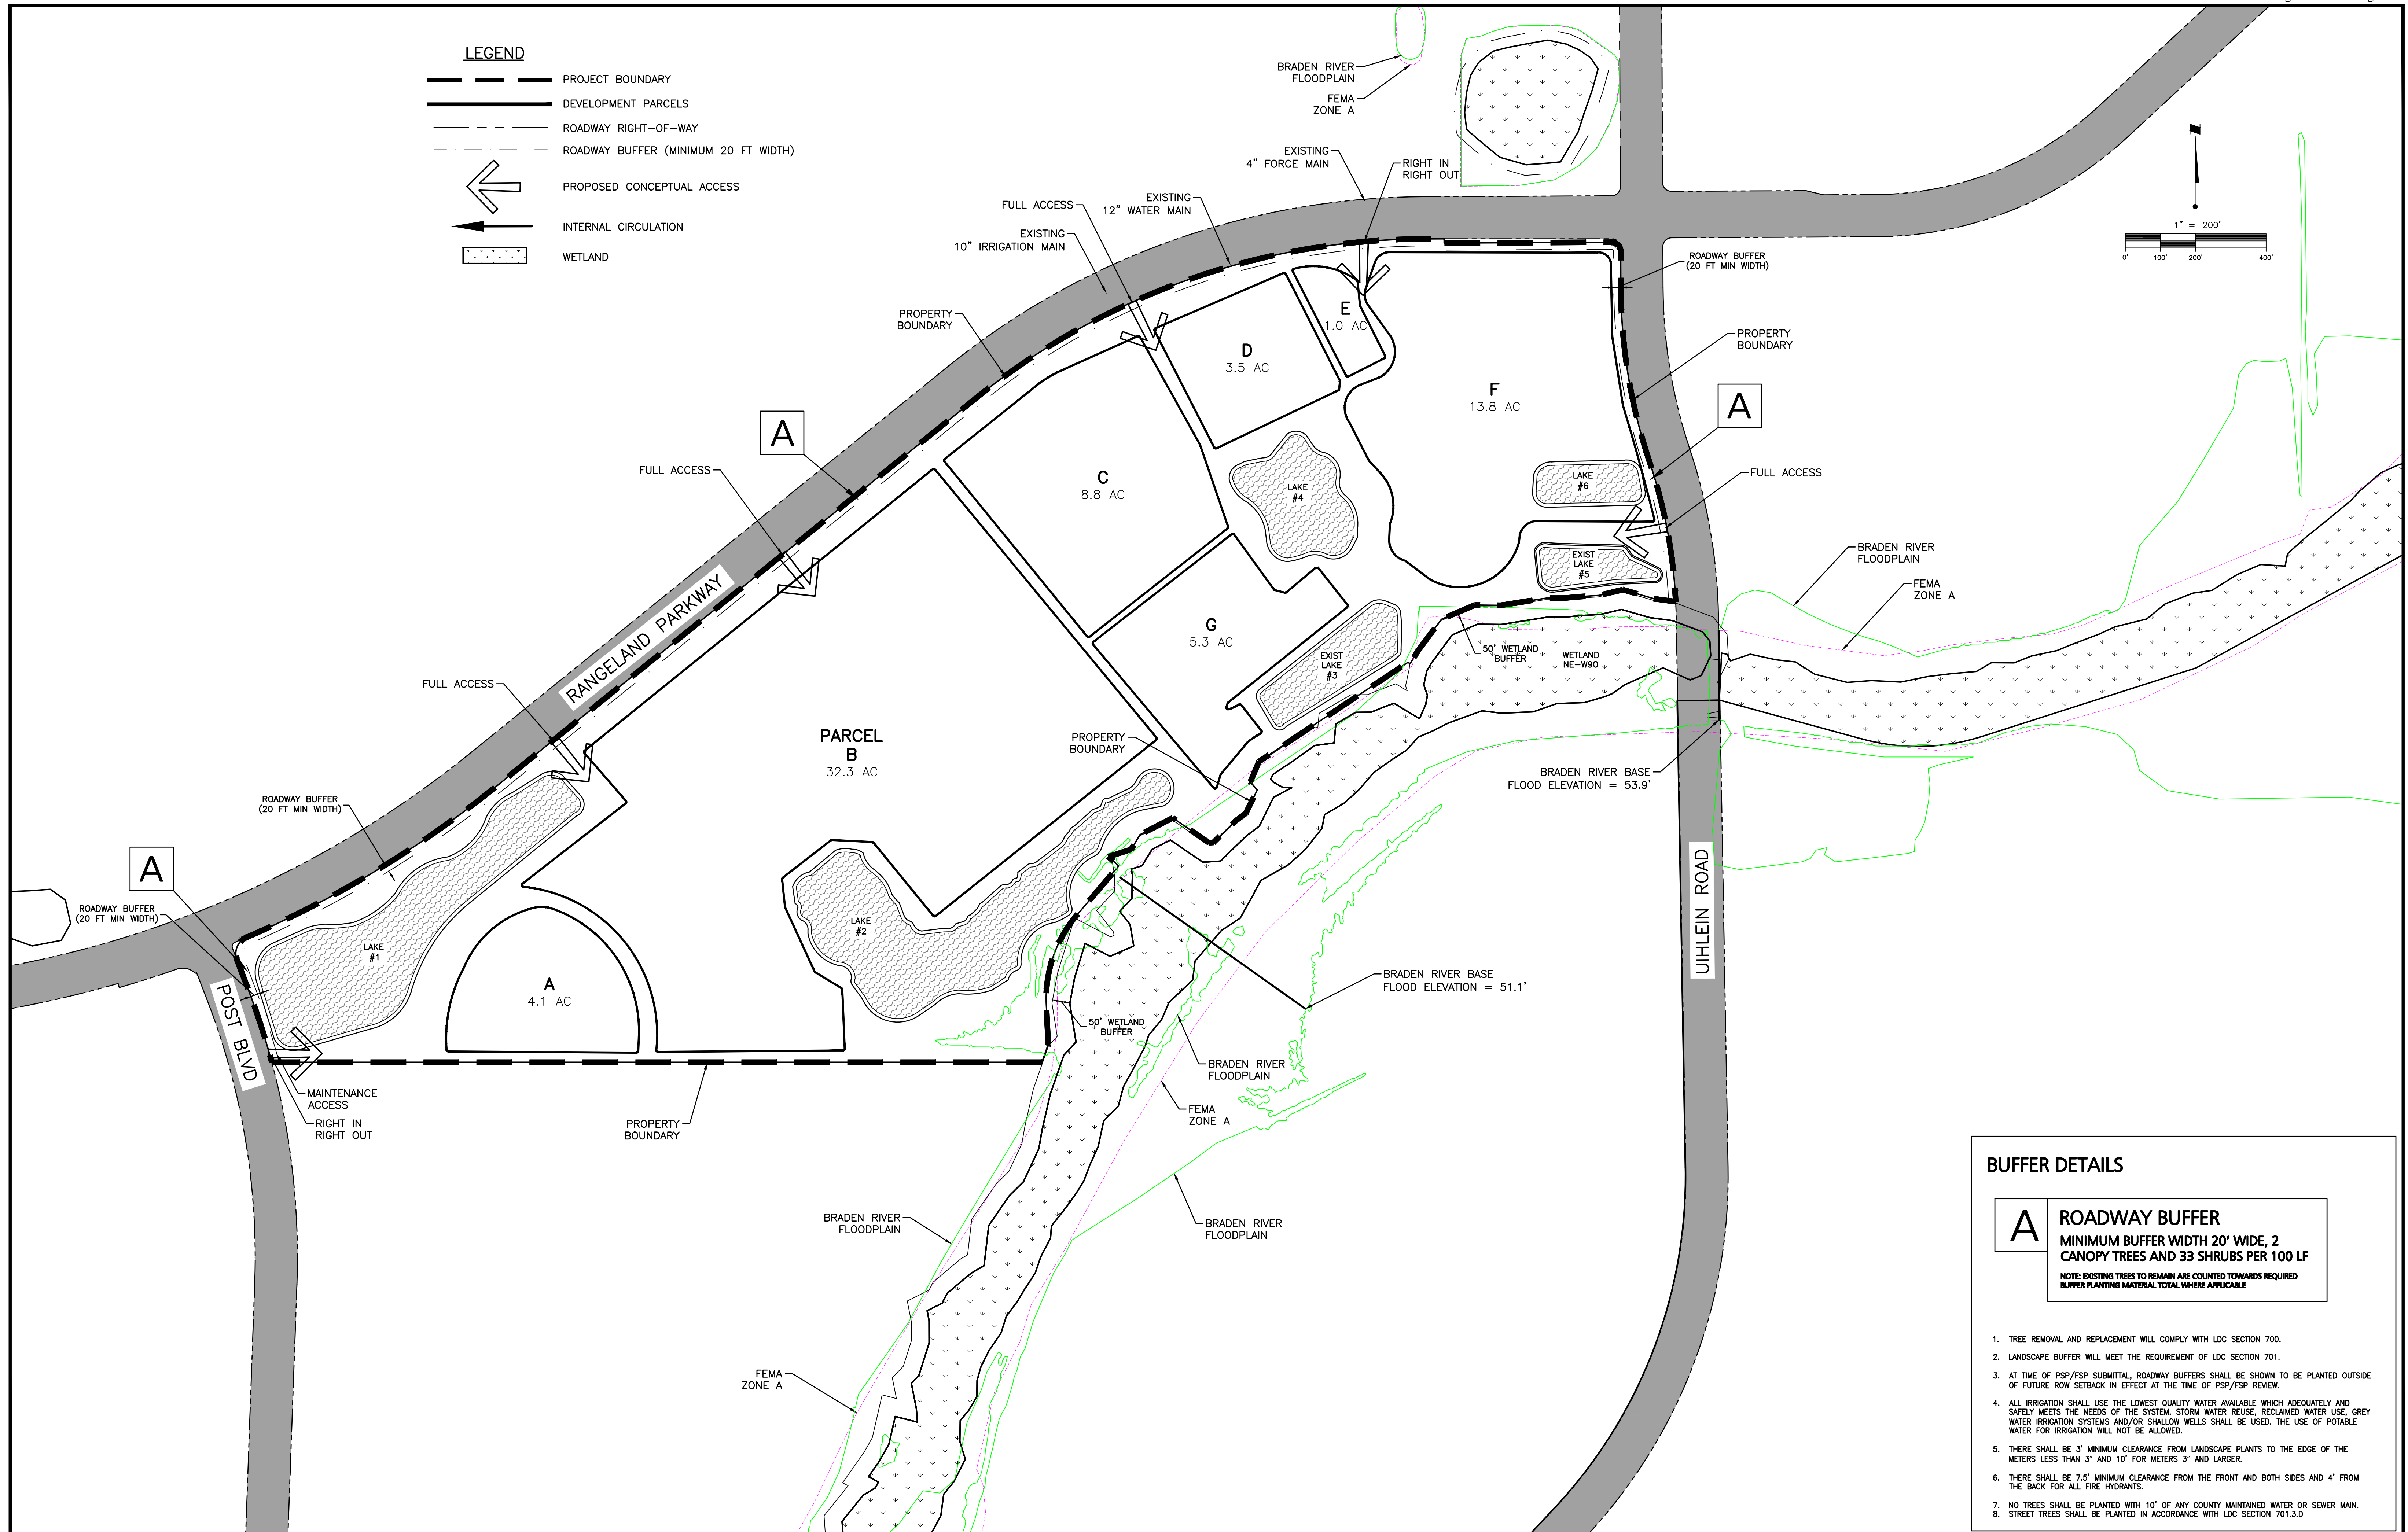 LEGEND
PROJECT BOUNDARY
DEVELOPMENT PARCELS
ROADWAY RIGHT-OF-WAY
ROADWAY BUFFER (MINIMUM 20 FT WIDTH)
PROPOSED CONCEPTUAL ACCESS
INTERNAL CIRCULATION
WETLAND
BRADEN RIVER
FLOODPLAIN
FEMA
ZONE A
EXISTING
4" FORCE MAIN
RIGHT IN
RIGHT OUT
EXISTING
12" WATER MAIN
FULL ACCESS
EXISTING
10" IRRIGATION MAIN
1" = 200'
0'
100'
200'
400'
ROADWAY BUFFER
(20 FT MIN WIDTH)
PROPERTY
BOUNDARY
PROPERTY
BOUNDARY
E
1.0 AC
D
3.5 AC
F
13.8 AC
A
A
FULL ACCESS
FULL ACCESS
C
8.8 AC
LAKE
#4
LAKE
#6
EXIST
LAKE
#5
BRADEN RIVER
FLOODPLAIN
FEMA
ZONE A
RANGELAND PARKWAY
G
5.3 AC
EXIST
LAKE
#3
50' WETLAND
BUFFER
WETLAND
NE-W90
FULL ACCESS
PARCEL
B
32.3 AC
PROPERTY
BOUNDARY
BRADEN RIVER BASE
FLOOD ELEVATION = 53.9'
ROADWAY BUFFER
(20 FT MIN WIDTH)
A
ROADWAY BUFFER
(20 FT MIN WIDTH)
LAKE
#1
LAKE
#2
UIHLEIN ROAD
A
4.1 AC
BRADEN RIVER BASE
FLOOD ELEVATION = 51.1'
POST BLVD
50' WETLAND
BUFFER
BRADEN RIVER
FLOODPLAIN
MAINTENANCE
ACCESS
RIGHT IN
RIGHT OUT
PROPERTY
BOUNDARY
FEMA
ZONE A
BRADEN RIVER
FLOODPLAIN
BRADEN RIVER
FLOODPLAIN
FEMA
ZONE A
BUFFER DETAILS
A
ROADWAY BUFFER
MINIMUM BUFFER WIDTH 20' WIDE, 2
CANOPY TREES AND 33 SHRUBS PER 100 LF
NOTE: EXISTING TREES TO REMAIN ARE COUNTED TOWARDS REQUIRED
BUFFER PLANTING MATERIAL TOTAL WHERE APPLICABLE
1. TREE REMOVAL AND REPLACEMENT WILL COMPLY WITH LDC SECTION 700.
2. LANDSCAPE BUFFER WILL MEET THE REQUIREMENT OF LDC SECTION 701.
3. AT TIME OF PSP/FSP SUBMITTAL, ROADWAY BUFFERS SHALL BE SHOWN TO BE PLANTED OUTSIDE
OF FUTURE ROW SETBACK IN EFFECT AT THE TIME OF PSP/FSP REVIEW.
4. ALL IRRIGATION SHALL USE THE LOWEST QUALITY WATER AVAILABLE WHICH ADEQUATELY AND
SAFELY MEETS THE NEEDS OF THE SYSTEM. STORM WATER REUSE, RECLAIMED WATER USE, GREY
WATER IRRIGATION SYSTEMS AND/OR SHALLOW WELLS SHALL BE USED. THE USE OF POTABLE
WATER FOR IRRIGATION WILL NOT BE ALLOWED.
5. THERE SHALL BE 3' MINIMUM CLEARANCE FROM LANDSCAPE PLANTS TO THE EDGE OF THE
METERS LESS THAN 3" AND 10' FOR METERS 3" AND LARGER.
6. THERE SHALL BE 7.5' MINIMUM CLEARANCE FROM THE FRONT AND BOTH SIDES AND 4' FROM
THE BACK FOR ALL FIRE HYDRANTS.
7. NO TREES SHALL BE PLANTED WITH 10' OF ANY COUNTY MAINTAINED WATER OR SEWER MAIN.
8. STREET TREES SHALL BE PLANTED IN ACCORDANCE WITH LDC SECTION 701.3.D